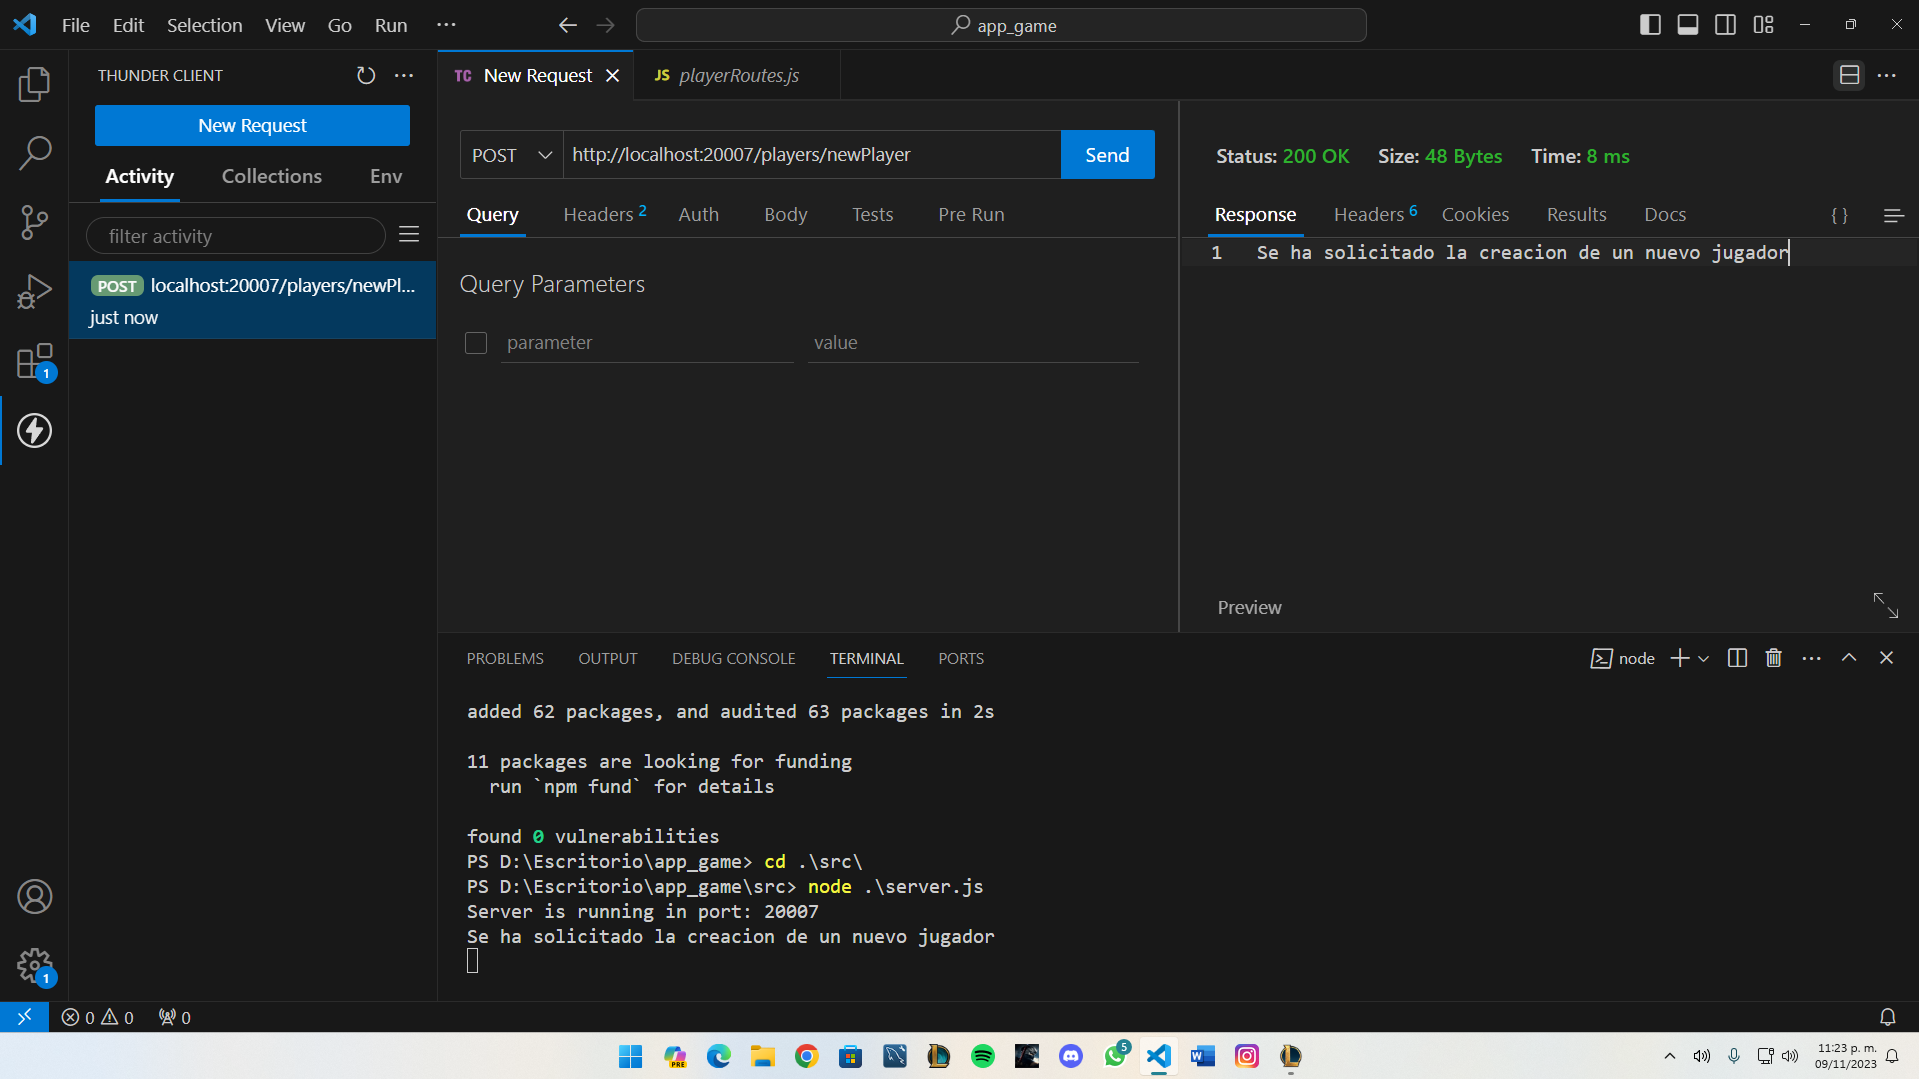 File Edit Selection View Go Run ···
app_game
THUNDER CLIENT
New Request
Activity Collections Env
filter activity
POST localhost:20007/players/newPl...
just now
TC New Request
JS playerRoutes.js
POST http://localhost:20007/players/newPlayer Send
Query Headers 2 Auth Body Tests Pre Run
Query Parameters
parameter value
Status: 200 OK Size: 48 Bytes Time: 8 ms
Response Headers 6 Cookies Results Docs { }
1 Se ha solicitado la creacion de un nuevo jugador
Preview
PROBLEMS OUTPUT DEBUG CONSOLE TERMINAL PORTS
node
added 62 packages, and audited 63 packages in 2s
11 packages are looking for funding
run `npm fund` for details
found 0 vulnerabilities
PS D:\Escritorio\app_game> cd .\src\
PS D:\Escritorio\app_game\src> node .\server.js
Server is running in port: 20007
Se ha solicitado la creacion de un nuevo jugador
1
1
0 0 0
PRE
5
W
11:23 p. m.
09/11/2023